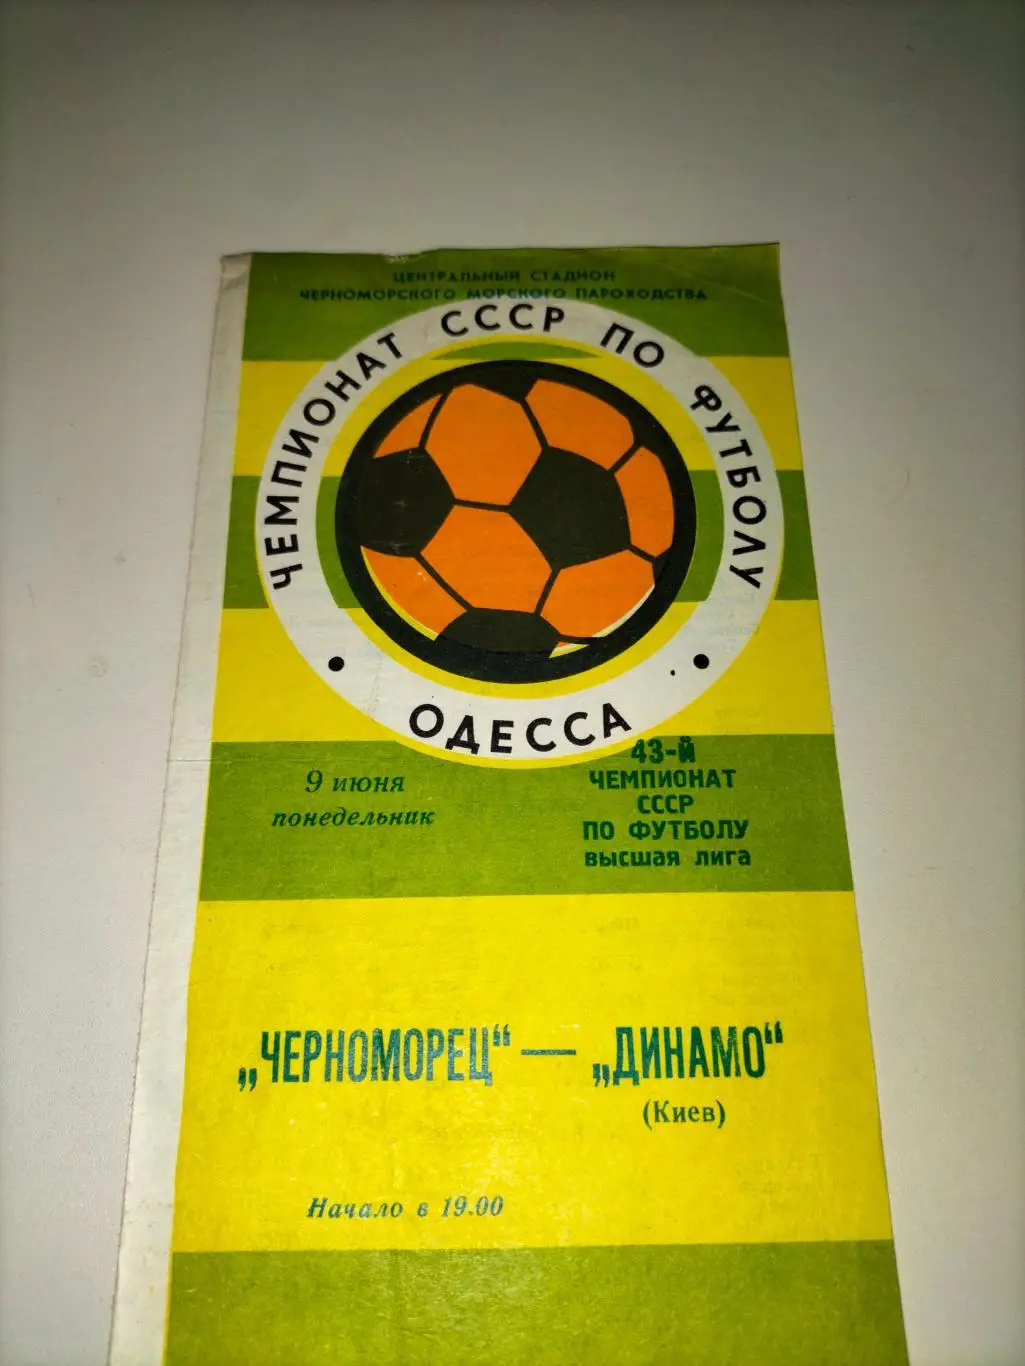 ЦЕНТРАЛЬНЫЙ СТАДИОН
ЧЕРНОМОРСКОГО МОРСКОГО ПАРОХОДСТВА
ЧЕМПИОНАТ СССР ПО ФУТБОЛУ
• ОДЕССА •
9 июня
понедельник
43-й
ЧЕМПИОНАТ
СССР
ПО ФУТБОЛУ
высшая лига
„ЧЕРНОМОРЕЦ“ — „ДИНАМО“
(Киев)
Начало в 19.00